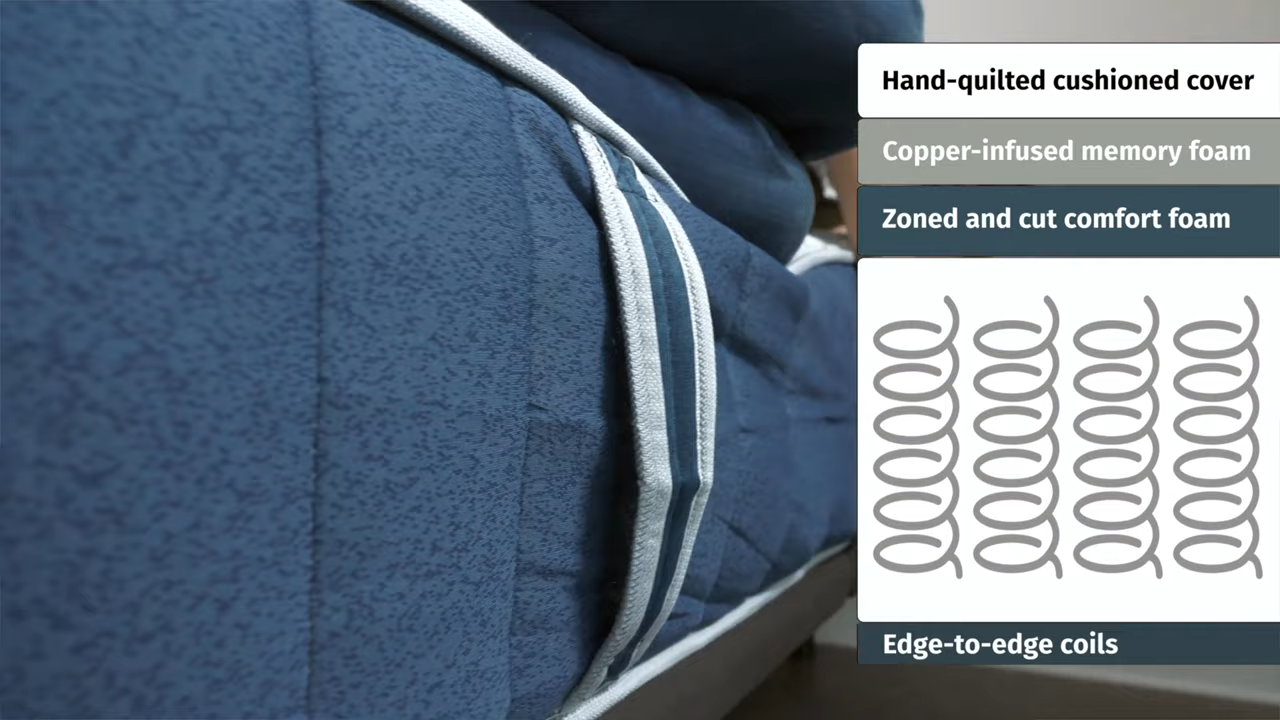 Hand-quilted cushioned cover
Copper-infused memory foam
Zoned and cut comfort foam
Edge-to-edge coils